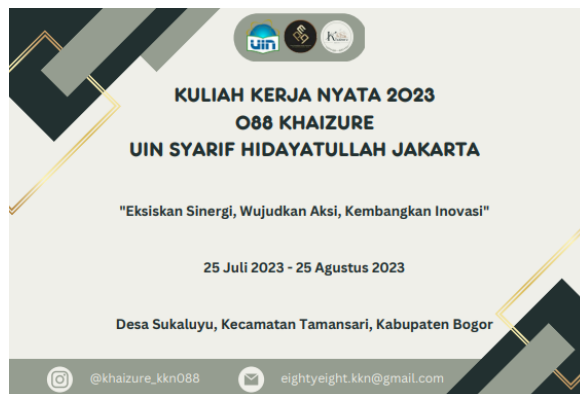 uin
KULIAH KERJA NYATA 2023
088 KHAIZURE
UIN SYARIF HIDAYATULLAH JAKARTA
"Eksiskan Sinergi, Wujudkan Aksi, Kembangkan Inovasi"
25 Juli 2023 - 25 Agustus 2023
Desa Sukaluyu, Kecamatan Tamansari, Kabupaten Bogor
@khaizure_kkn088
eightyeight.kkn@gmail.com